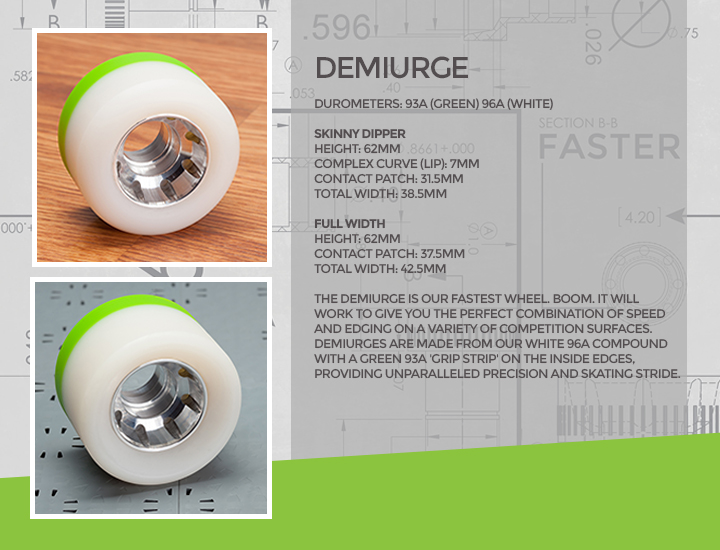 .596
.026
.75
.582
B
B
A
.053
.40
DEMIURGE
DUROMETERS: 93A (GREEN) 96A (WHITE)
SECTION B-B
FASTER
SKINNY DIPPER
HEIGHT: 62MM
.8661+.000
COMPLEX CURVE (LIP): 7MM
CONTACT PATCH: 31.5MM
TOTAL WIDTH: 38.5MM
[4.20]
FULL WIDTH
HEIGHT: 62MM
CONTACT PATCH: 37.5MM
TOTAL WIDTH: 42.5MM
THE DEMIURGE IS OUR FASTEST WHEEL. BOOM. IT WILL
WORK TO GIVE YOU THE PERFECT COMBINATION OF SPEED
AND EDGING ON A VARIETY OF COMPETITION SURFACES.
DEMIURGES ARE MADE FROM OUR WHITE 96A COMPOUND
WITH A GREEN 93A 'GRIP STRIP' ON THE INSIDE EDGES,
PROVIDING UNPARALLELED PRECISION AND SKATING STRIDE.